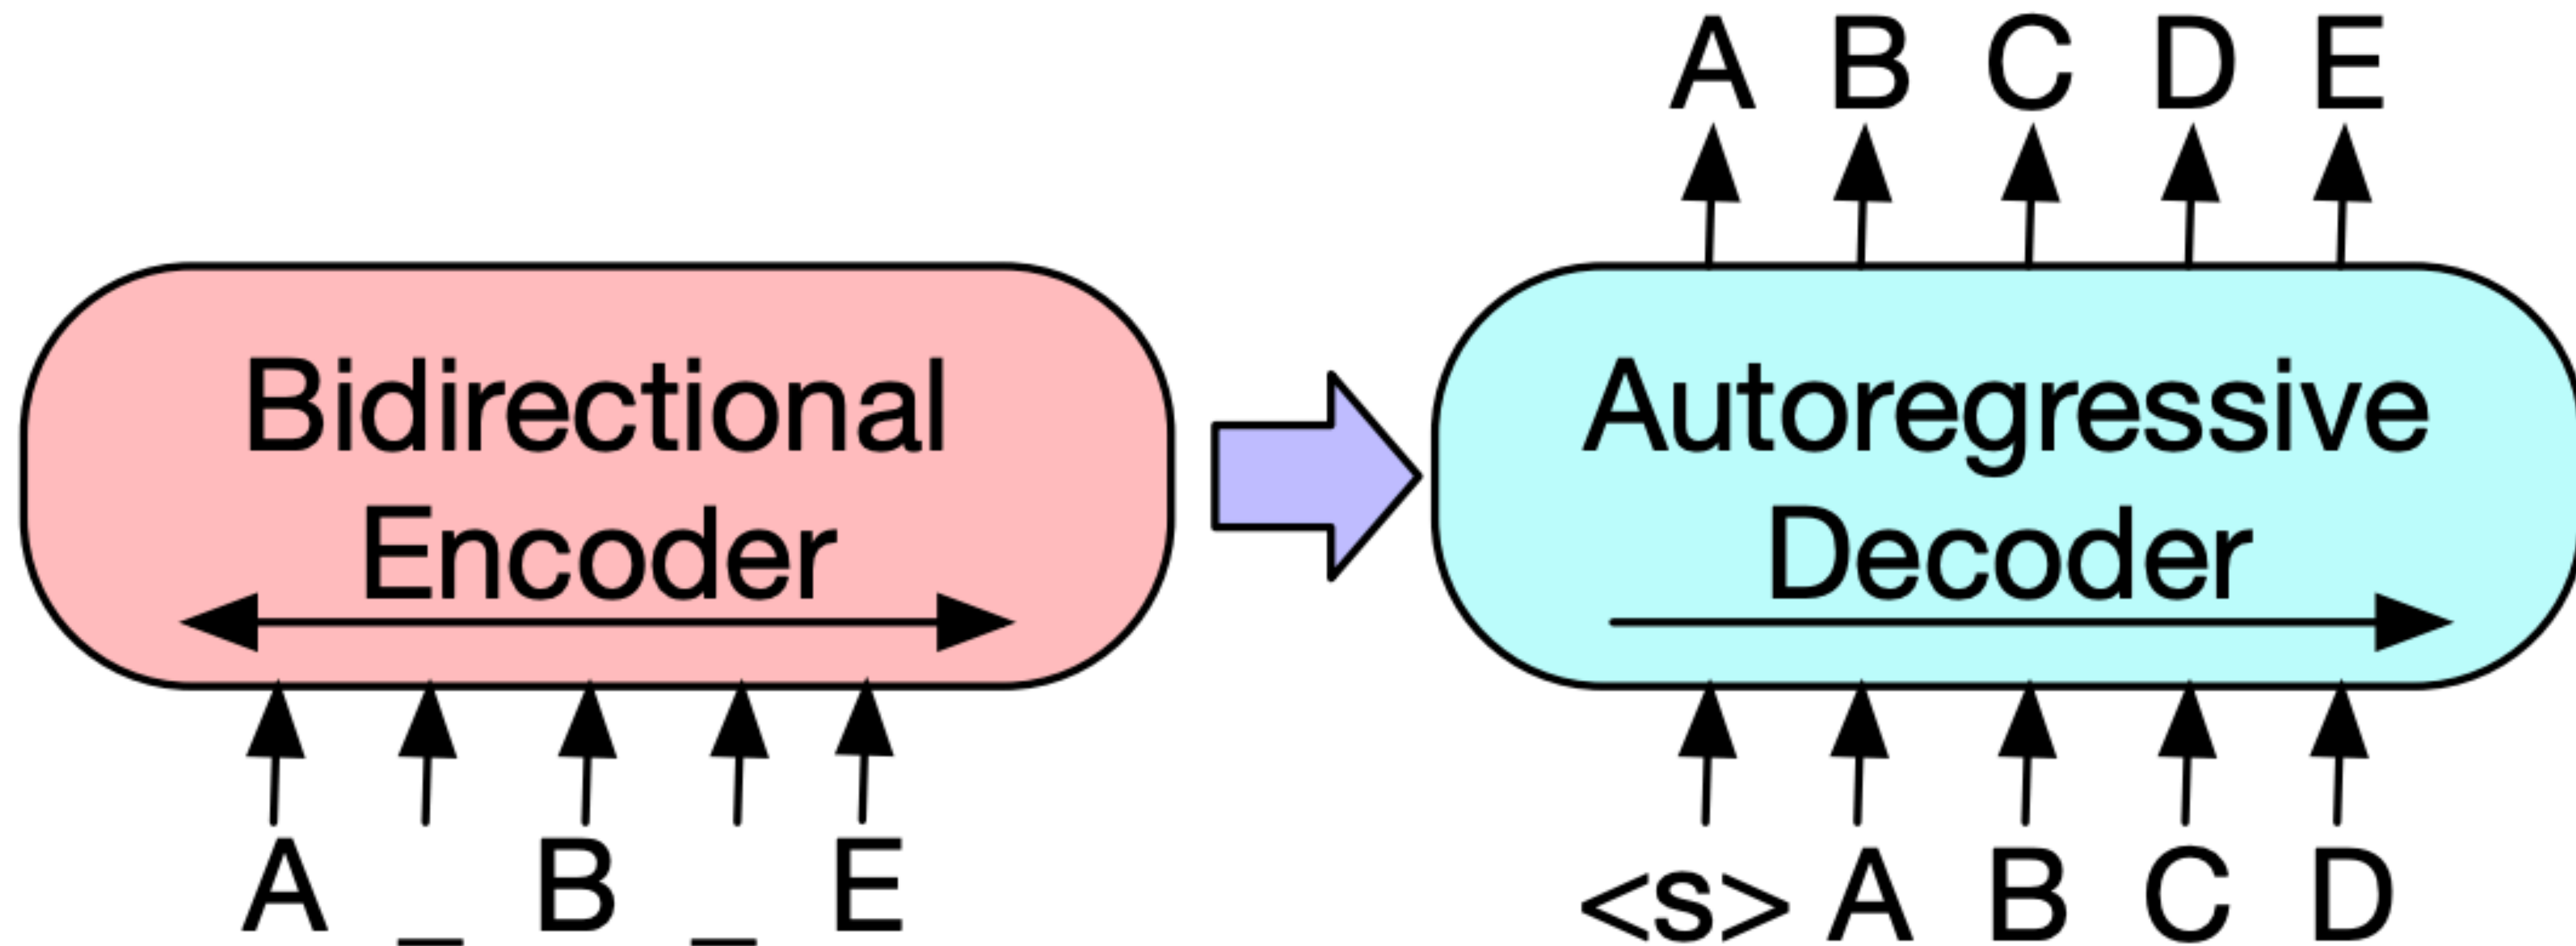 A B C D E
Bidirectional
Encoder
Autoregressive
Decoder
A _ B _ E
<s> A B C D